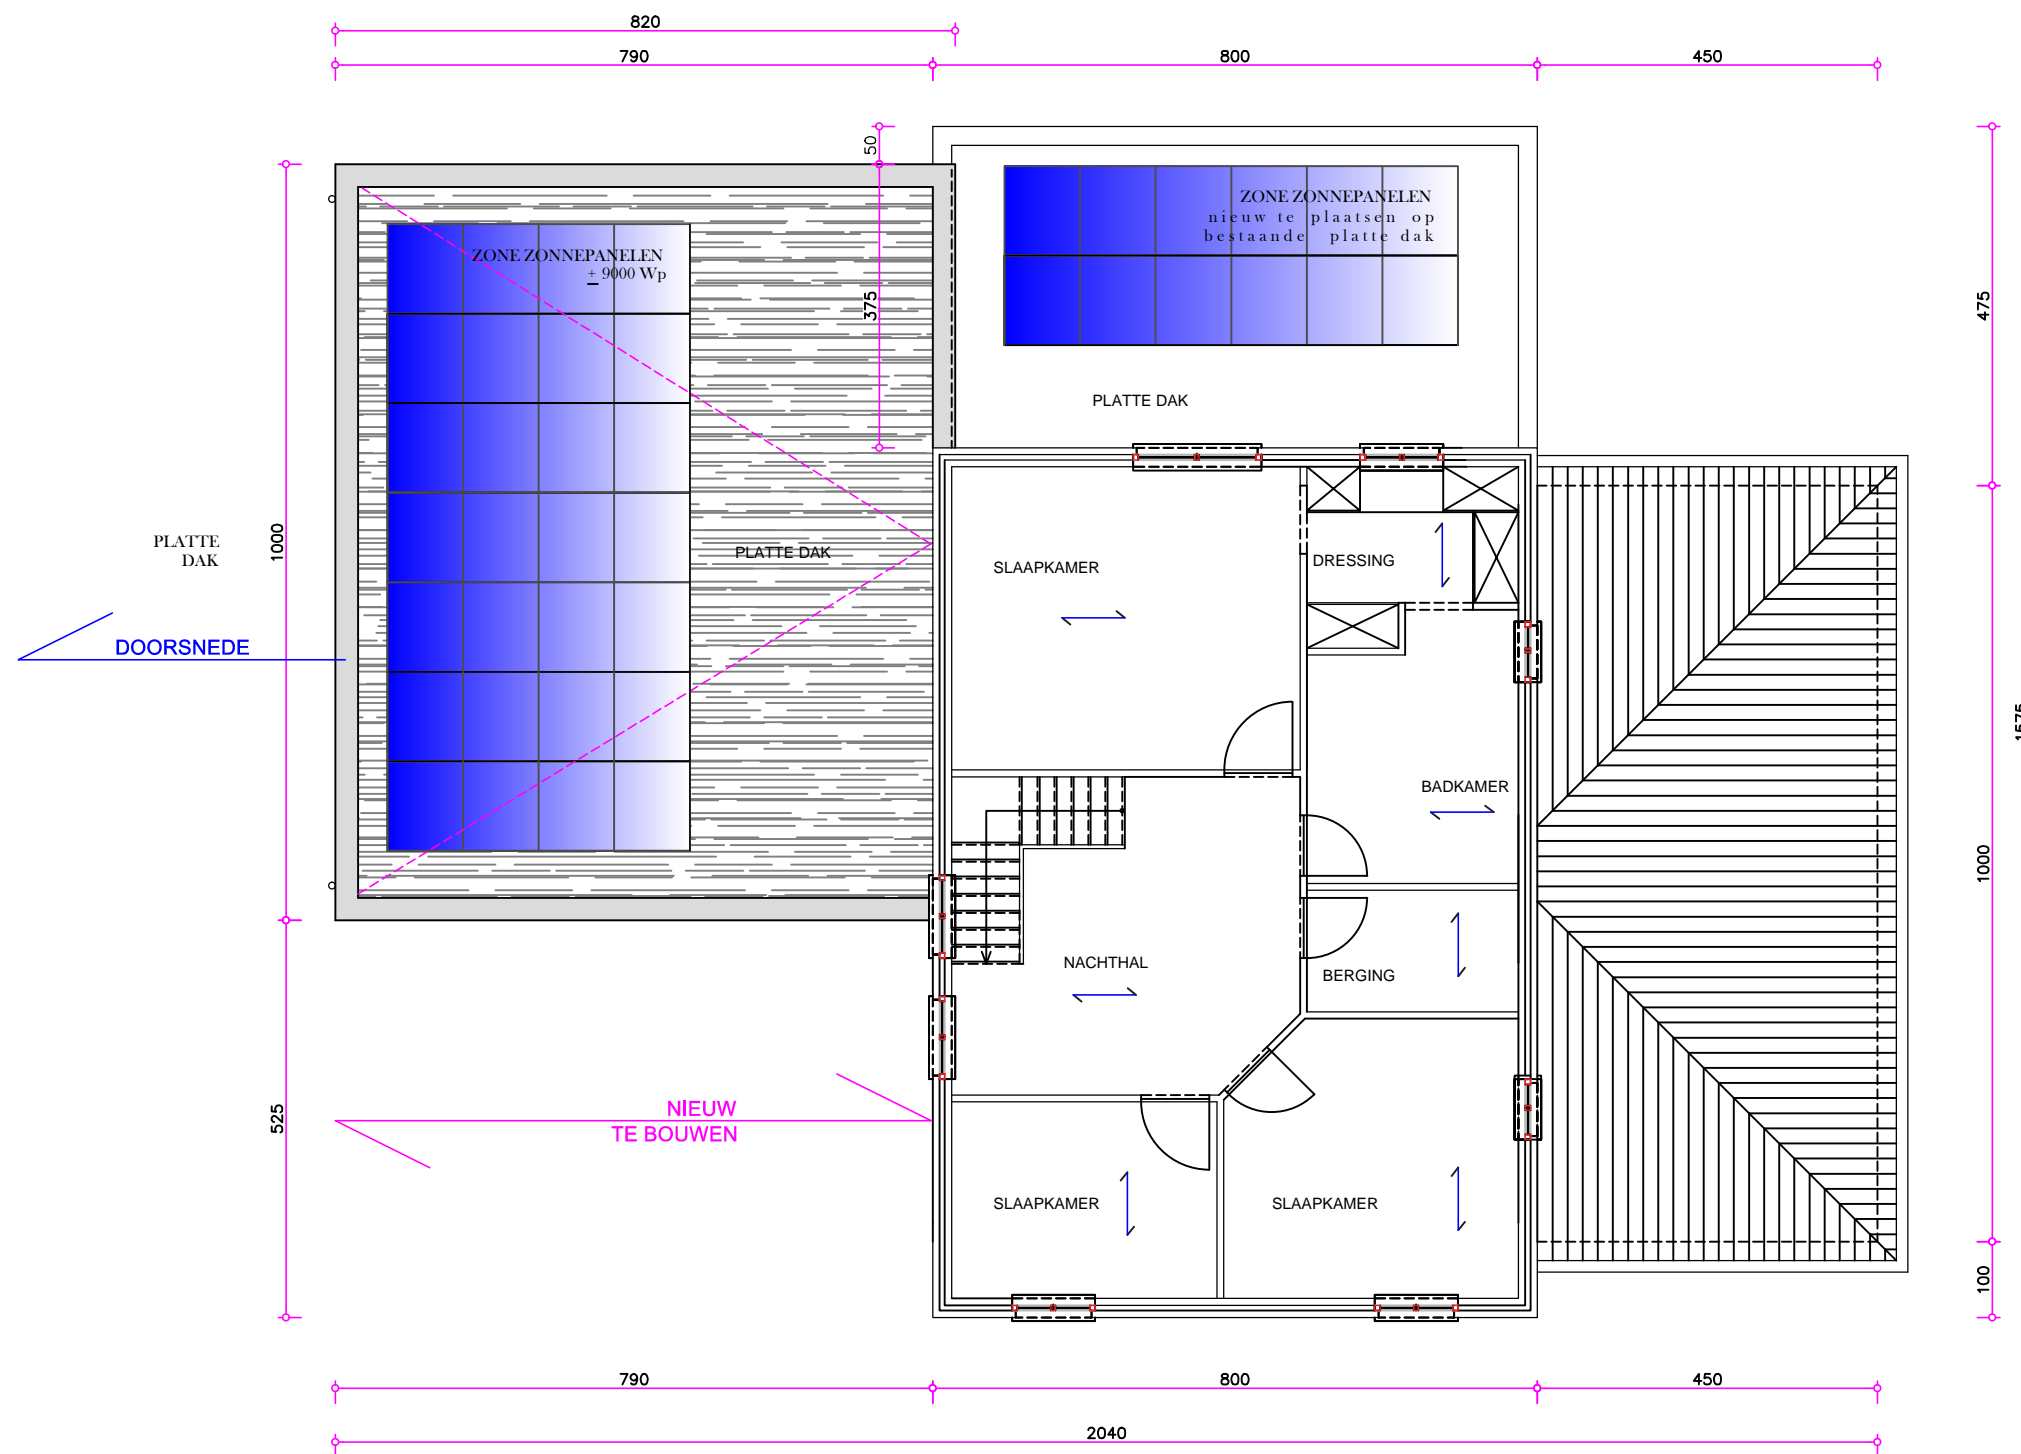 820
790
800
450
50
375
475
ZONE ZONNEPANELEN
nieuw te plaatsen op
bestaande platte dak
ZONE ZONNEPANELEN
+ 9000 Wp
PLATTE DAK
1000
PLATTE
DAK
PLATTE DAK
SLAAPKAMER
DRESSING
DOORSNEDE
1575
BADKAMER
1000
NACHTHAL
BERGING
525
NIEUW
TE BOUWEN
SLAAPKAMER
SLAAPKAMER
100
790
800
450
2040